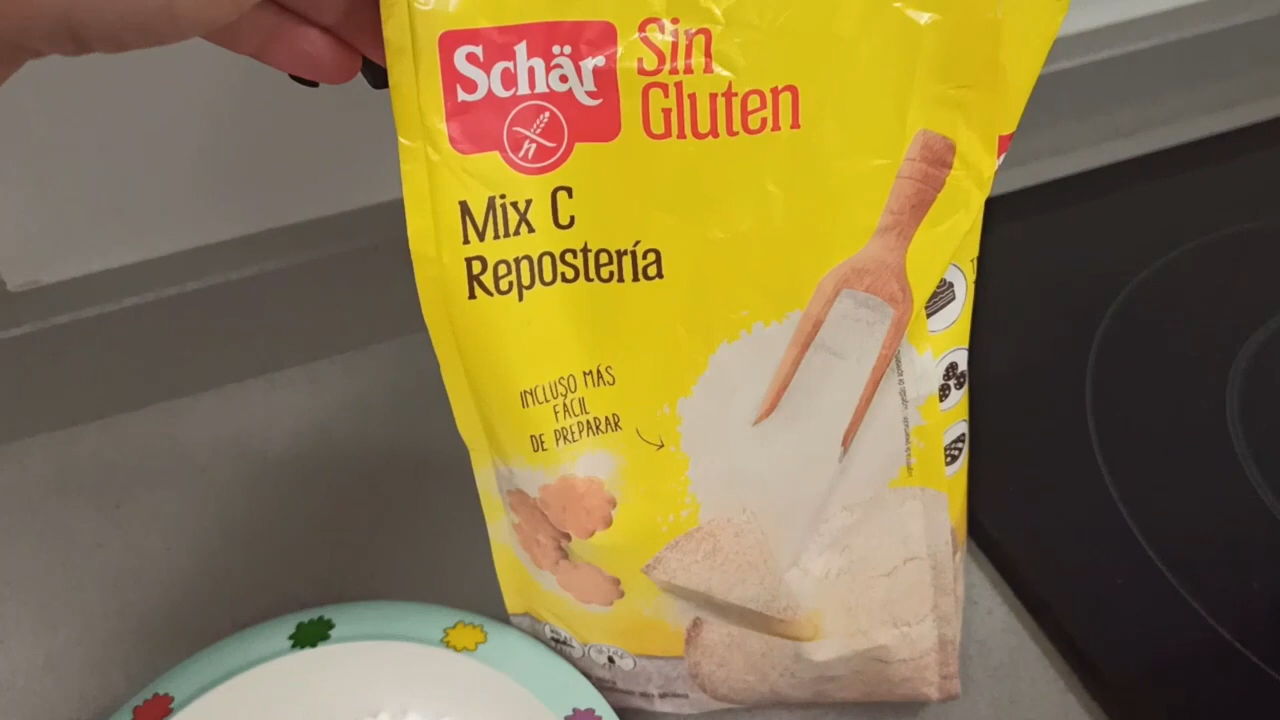 Schär
Sin
Gluten
Mix C
Repostería
INCLUSO MÁS
FÁCIL
DE PREPARAR